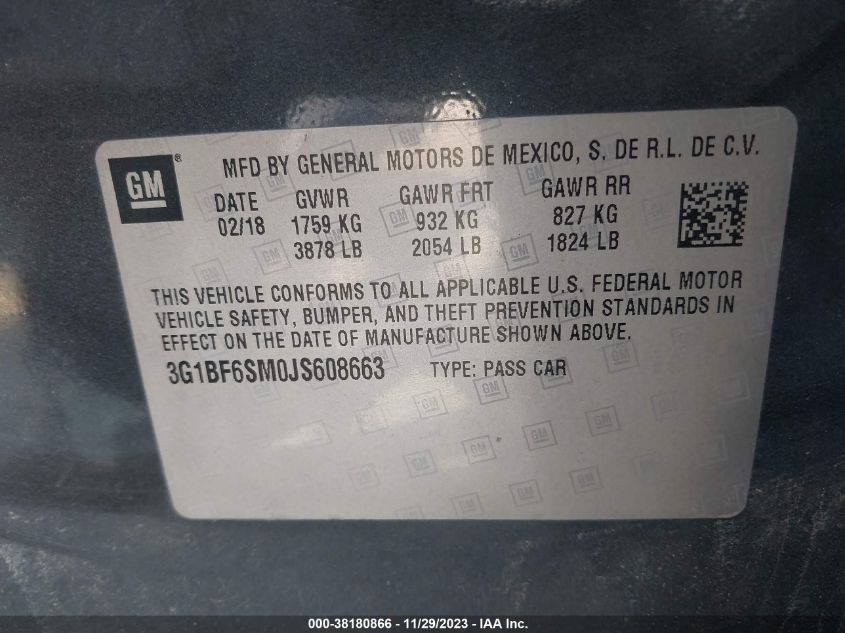 GM ®
MFD BY GENERAL MOTORS DE MEXICO, S. DE R.L. DE C.V.
DATE GVWR GAWR FRT GAWR RR
02/18 1759 KG 932 KG 827 KG
3878 LB 2054 LB 1824 LB
THIS VEHICLE CONFORMS TO ALL APPLICABLE U.S. FEDERAL MOTOR
VEHICLE SAFETY, BUMPER, AND THEFT PREVENTION STANDARDS IN
EFFECT ON THE DATE OF MANUFACTURE SHOWN ABOVE.
3G1BF6SM0JS608663 TYPE: PASS CAR
000-38180866 - 11/29/2023 - IAA Inc.